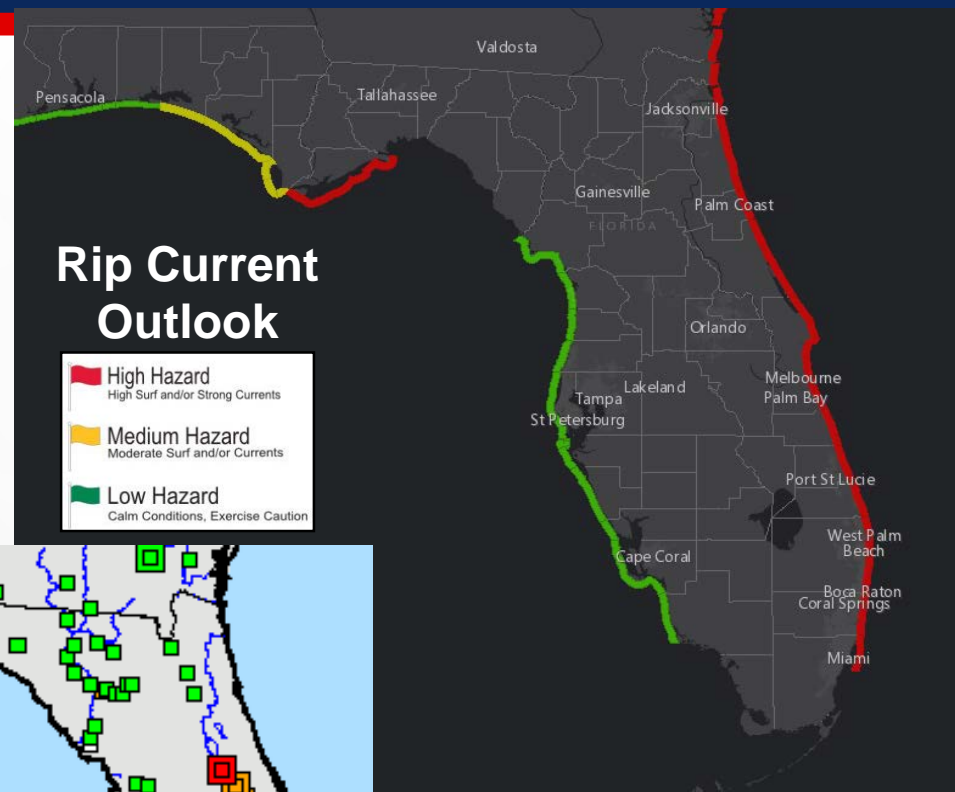 Valdosta
Pensacola
Tallahassee
Jacksonville
Gainesville
Palm Coast
FLORIDA
Rip Current
Outlook
Orlando
High Hazard
High Surf and/or Strong Currents
Medium Hazard
Moderate Surf and/or Currents
Low Hazard
Calm Conditions, Exercise Caution
Melbourne
Lakeland
Palm Bay
Tampa
St Petersburg
Port St Lucie
West Palm
Beach
Cape Coral
Boca Raton
Coral Springs
Miami